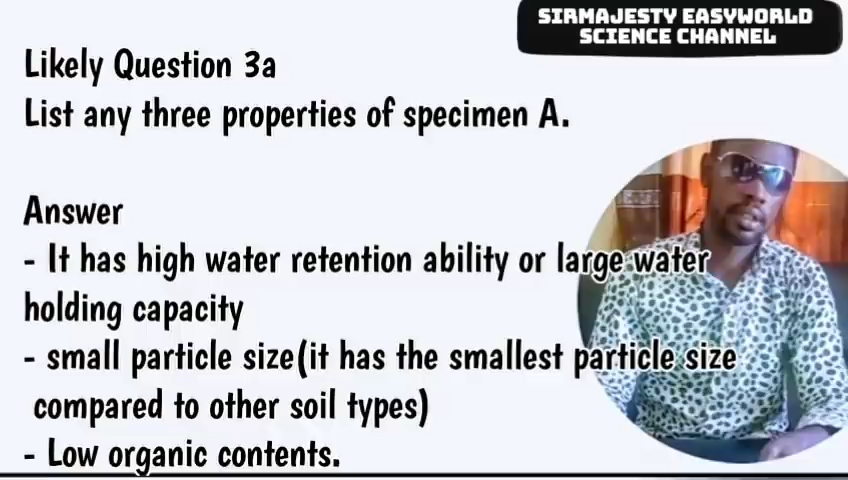 SIRMAJESTY EASYWORLD
SCIENCE CHANNEL
Likely Question 3a
List any three properties of specimen A.
Answer
- It has high water retention ability or large water
holding capacity
- small particle size(it has the smallest particle size
compared to other soil types)
- Low organic contents.